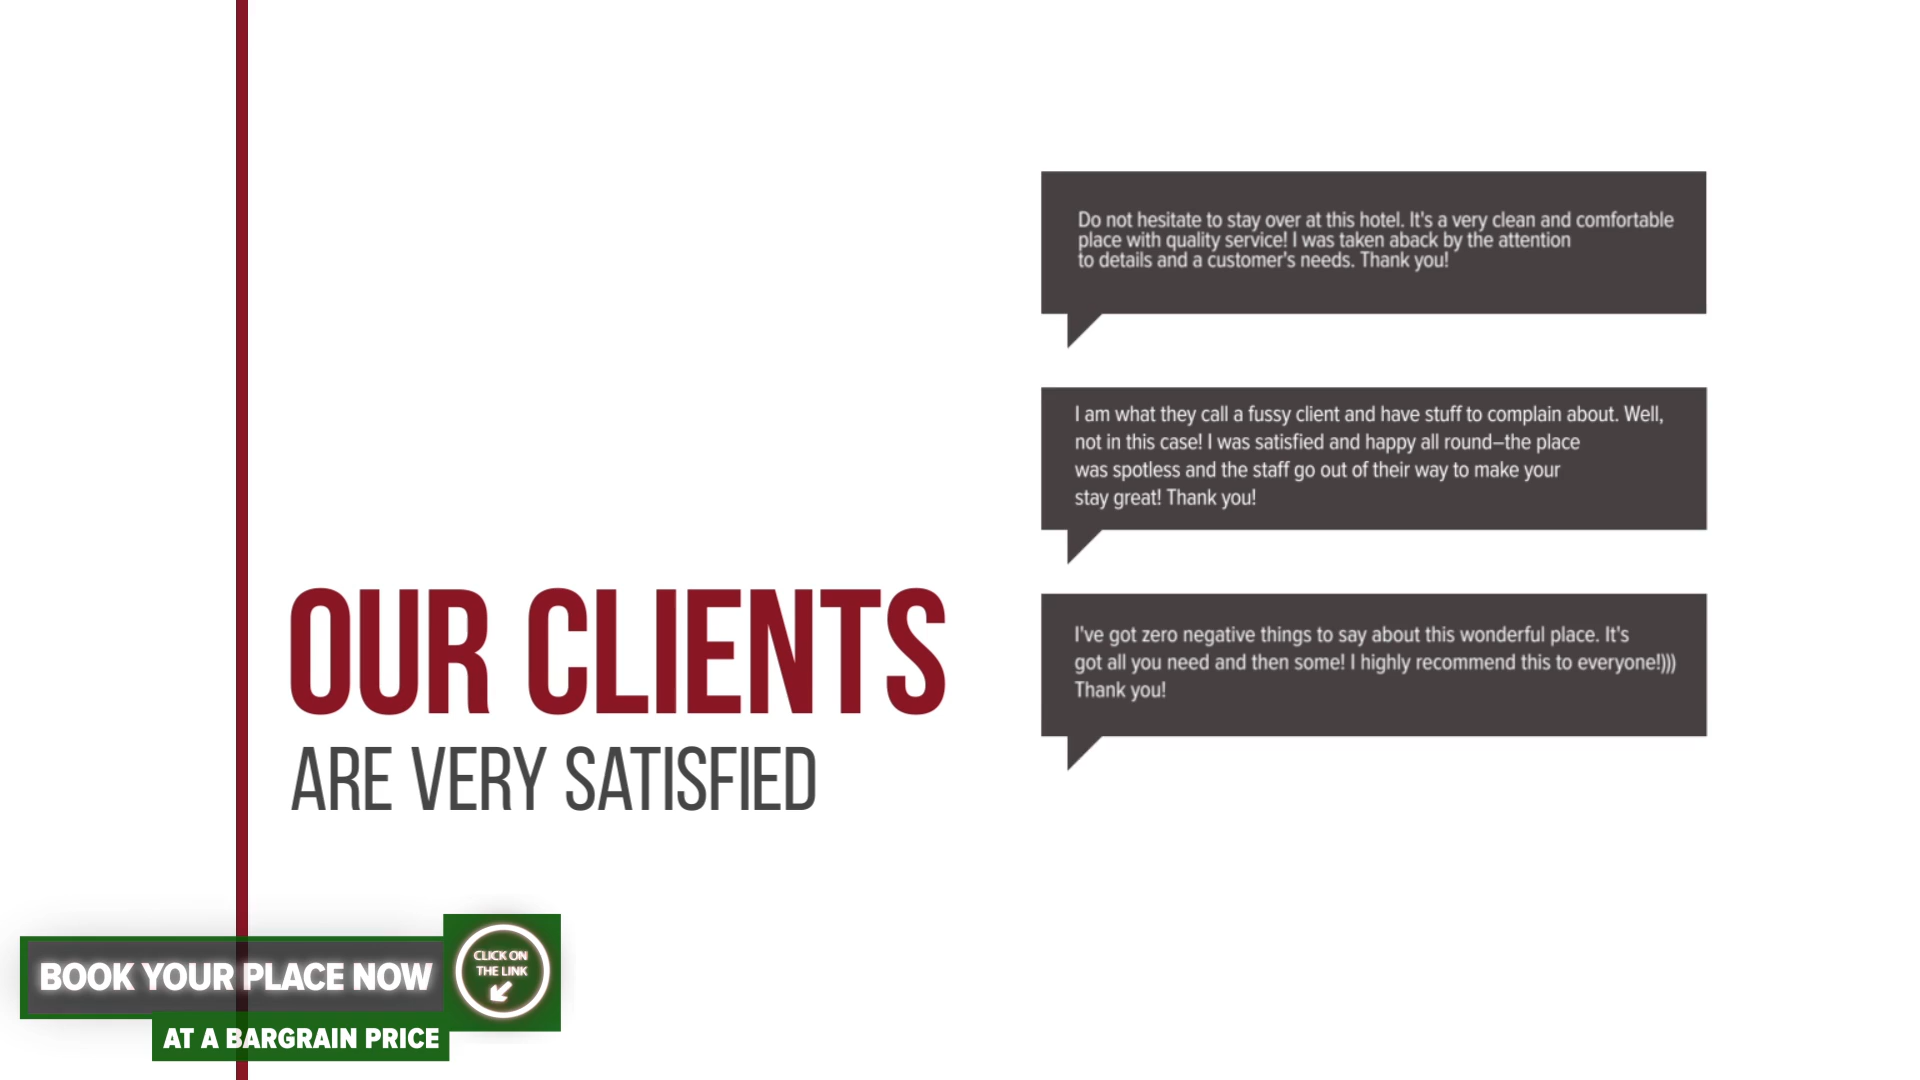 Do not hesitate to stay over at this hotel. It's a very clean and comfortable
place with quality service! I was taken aback by the attention
to details and a customer's needs. Thank you!
I am what they call a fussy client and have stuff to complain about. Well,
not in this case! I was satisfied and happy all round–the place
was spotless and the staff go out of their way to make your
stay great! Thank you!
I've got zero negative things to say about this wonderful place. It's
got all you need and then some! I highly recommend this to everyone!)))
Thank you!
OUR CLIENTS
ARE VERY SATISFIED
BOOK YOUR PLACE NOW
CLICK ON
THE LINK
AT A BARGRAIN PRICE